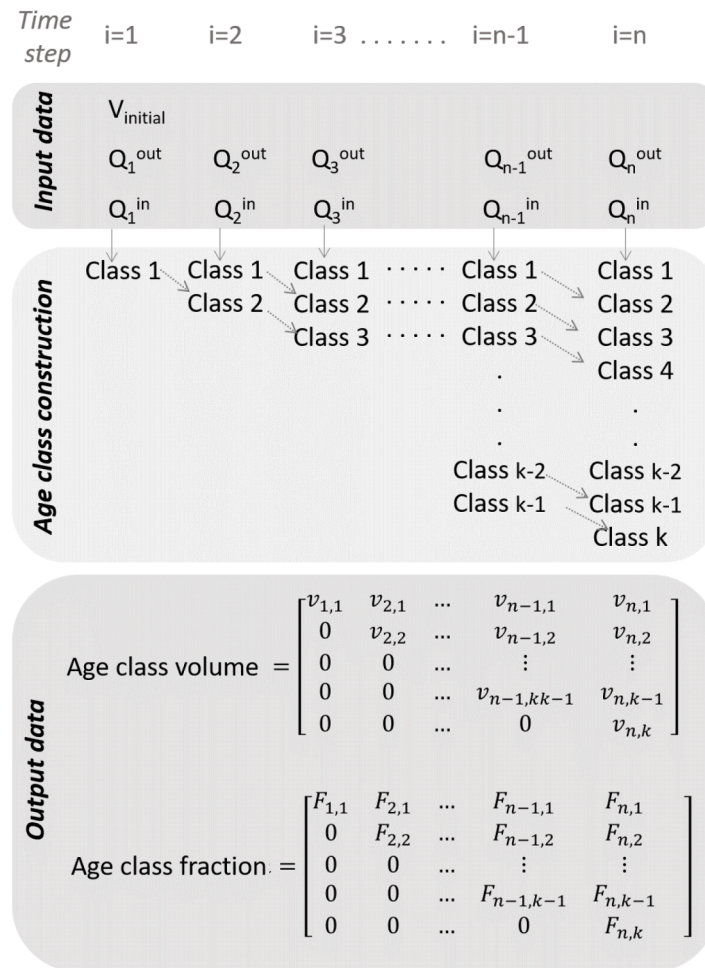 Time step i=1 i=2 i=3 ....... i=n-1 i=n
Input data
V_initial
Q_1^out Q_2^out Q_3^out Q_n-1^out Q_n^out
Q_1^in Q_2^in Q_3^in Q_n-1^in Q_n^in
Age class construction
Class 1 Class 1 Class 1 ····· Class 1 Class 1
Class 2 Class 2 ····· Class 2 Class 2
Class 3 ····· Class 3 Class 3
. Class 4
. .
. .
Class k-2 Class k-2
Class k-1 Class k-1
Class k
Output data
Age class volume =
v_1,1 v_2,1 ... v_n−1,1 v_n,1
0 v_2,2 ... v_n−1,2 v_n,2
0 0 ... ⋮ ⋮
0 0 ... v_n−1,kk−1 v_n,k−1
0 0 ... 0 v_n,k
Age class fraction: =
F_1,1 F_2,1 ... F_n−1,1 F_n,1
0 F_2,2 ... F_n−1,2 F_n,2
0 0 ... ⋮ ⋮
0 0 ... F_n−1,k−1 F_n,k−1
0 0 ... 0 F_n,k